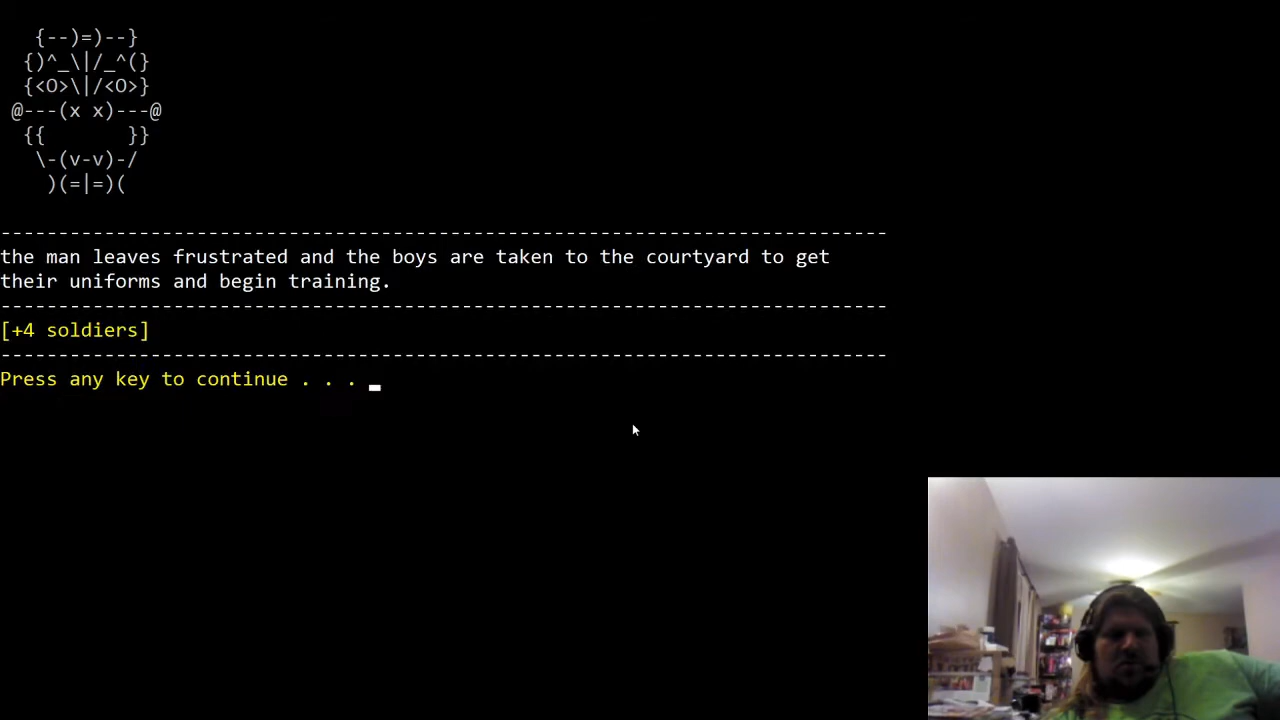 {--)=)--}
{)^_\|/_^(}
{<O>\|/<O>}
@---(x x)---@
{{       }}
\-(v-v)-/
)(=|=)(
-----------------------------------------------------------------------------
the man leaves frustrated and the boys are taken to the courtyard to get
their uniforms and begin training.
-----------------------------------------------------------------------------
[+4 soldiers]
-----------------------------------------------------------------------------
Press any key to continue . . .